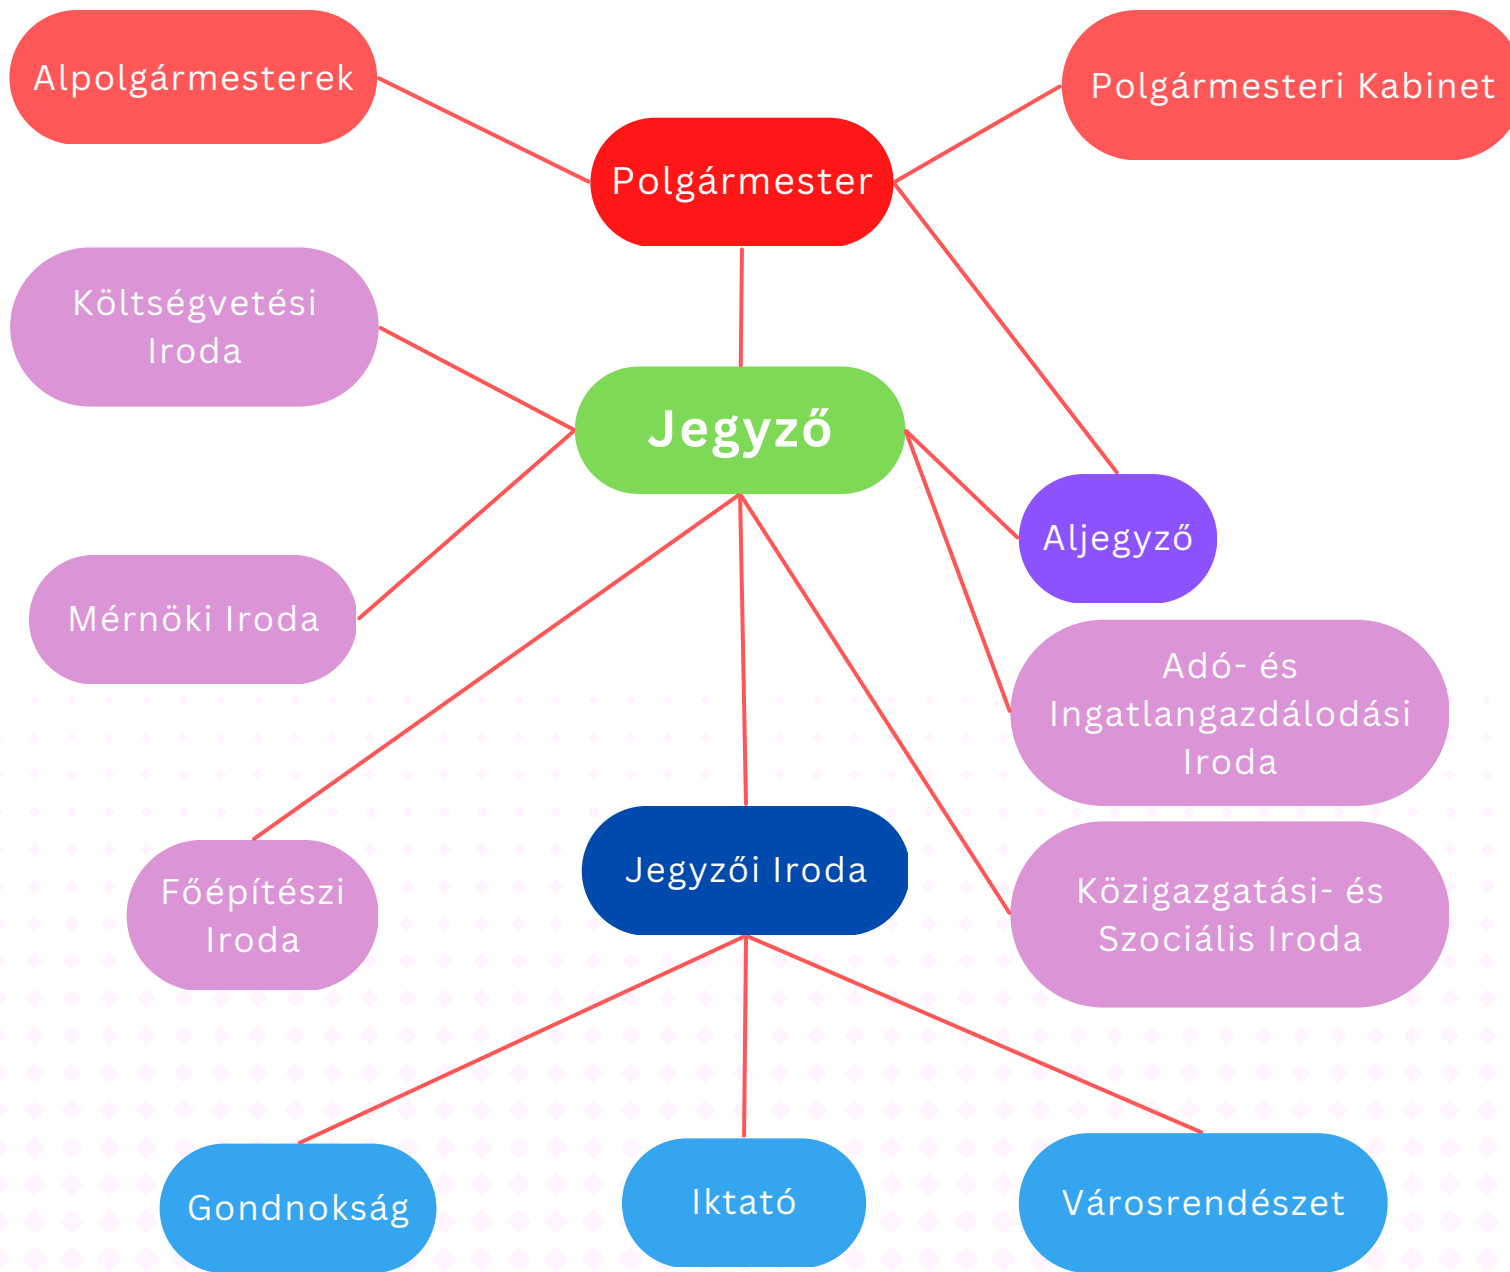 Alpolgármesterek
Polgármesteri Kabinet
Polgármester
Költségvetési
Iroda
Jegyző
Aljegyző
Mérnöki Iroda
Adó- és
Ingatlangazdálodási
Iroda
Jegyzői Iroda
Főépítészi
Iroda
Közigazgatási- és
Szociális Iroda
Gondnokság
Iktató
Városrendészet